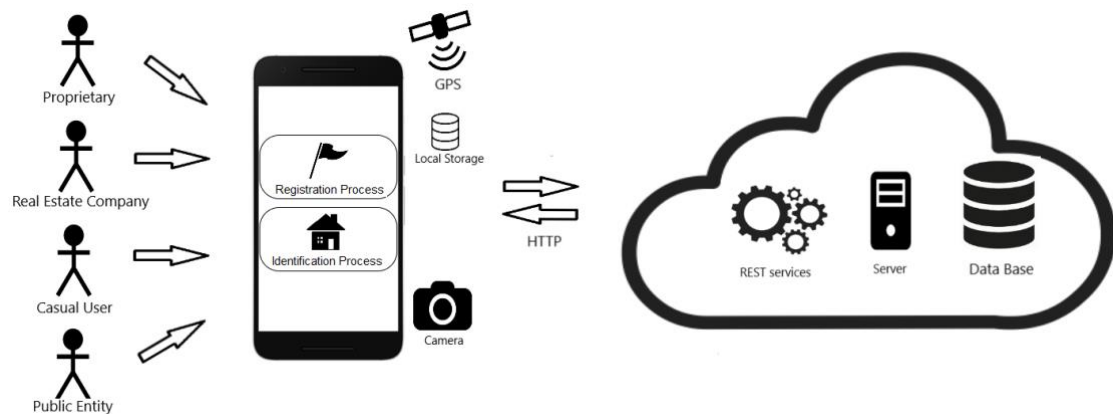 Proprietary
Real Estate Company
Casual User
Public Entity
Registration Process
Identification Process
GPS
Local Storage
Camera
HTTP
REST services
Server
Data Base